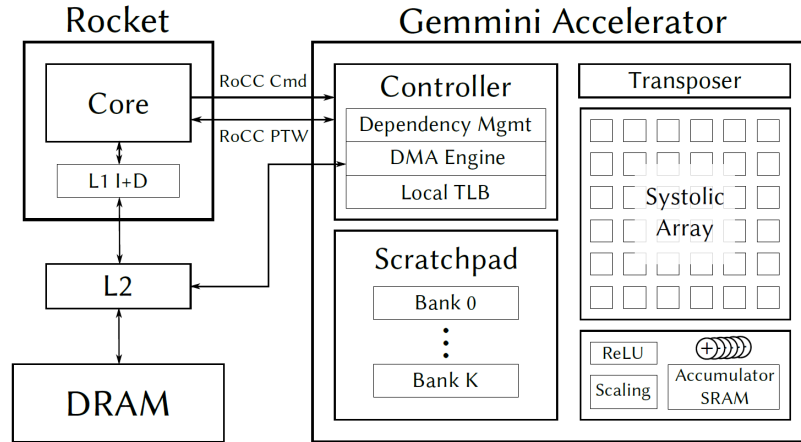 Rocket
Gemmini Accelerator
Core
RoCC Cmd
RoCC PTW
L1 I+D
L2
DRAM
Controller
Dependency Mgmt
DMA Engine
Local TLB
Scratchpad
Bank 0
Bank K
Transposer
Systolic
Array
ReLU
+
Scaling
Accumulator
SRAM